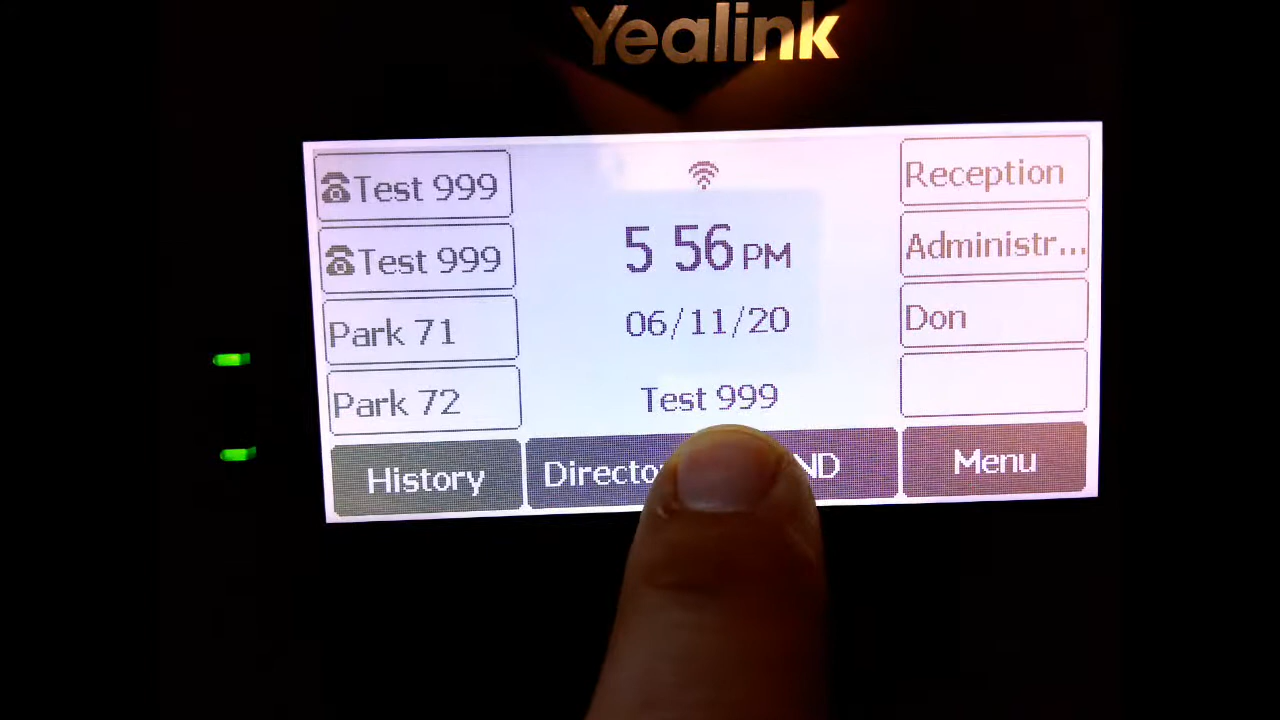 Yealink
Test 999
Test 999
Park 71
Park 72
5 56 PM
06/11/20
Test 999
Reception
Administr...
Don
History
Directo
ND
Menu